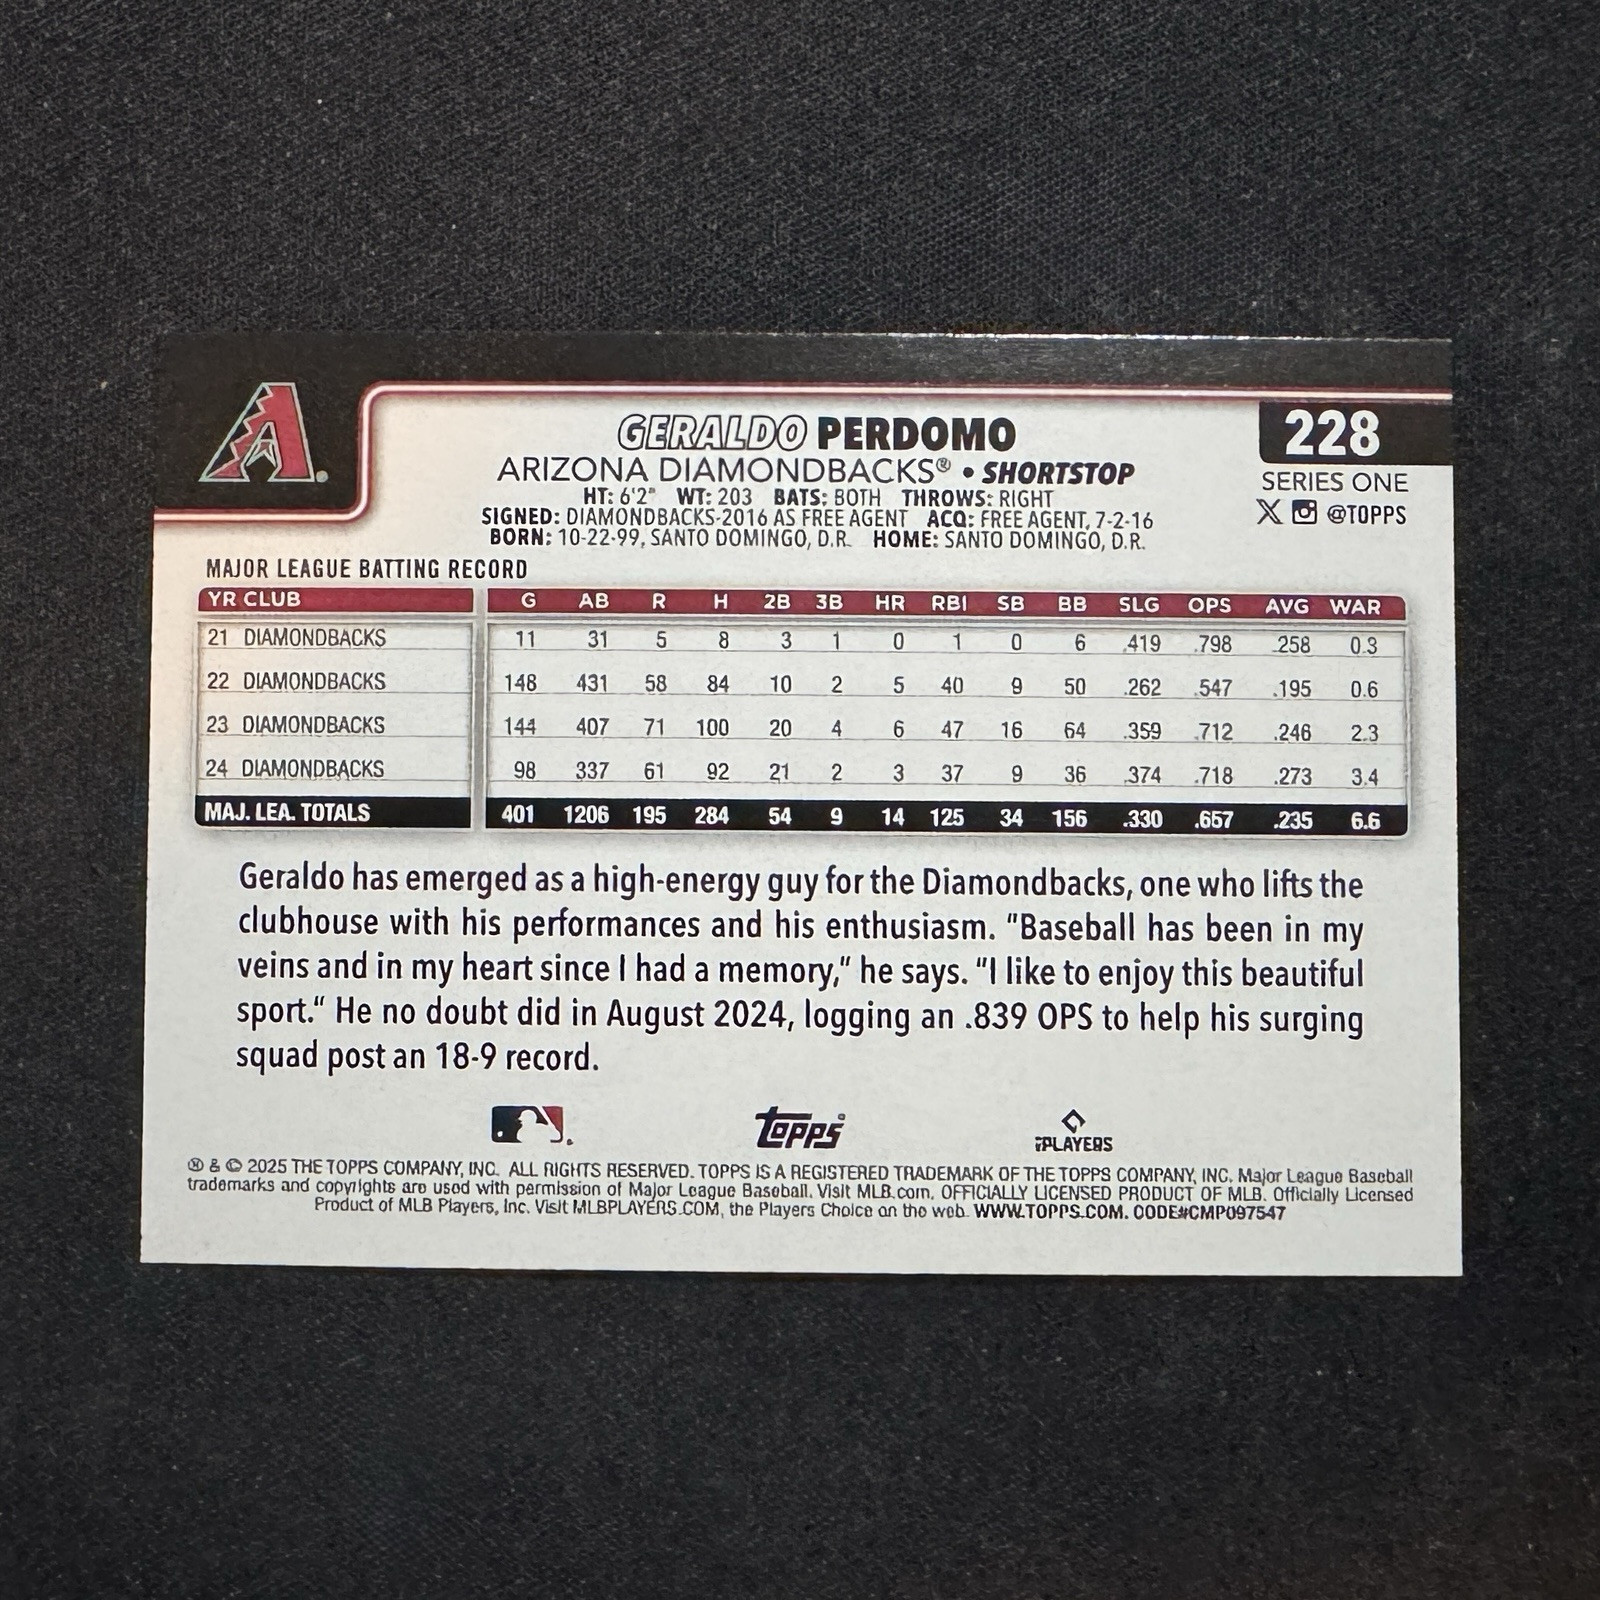 GERALDO PERDOMO
ARIZONA DIAMONDBACKS® • SHORTSTOP
HT: 6'2" WT: 203 BATS: BOTH THROWS: RIGHT
SIGNED: DIAMONDBACKS-2016 AS FREE AGENT ACQ: FREE AGENT, 7-2-16
BORN: 10-22-99, SANTO DOMINGO, D.R. HOME: SANTO DOMINGO, D.R.
228
SERIES ONE
@TOPPS
MAJOR LEAGUE BATTING RECORD
YR CLUB G AB R H 2B 3B HR RBI SB BB SLG OPS AVG WAR
21 DIAMONDBACKS 11 31 5 8 3 1 0 1 0 6 .419 .798 .258 0.3
22 DIAMONDBACKS 148 431 58 84 10 2 5 40 9 50 .262 .547 .195 0.6
23 DIAMONDBACKS 144 407 71 100 20 4 6 47 16 64 .359 .712 .246 2.3
24 DIAMONDBACKS 98 337 61 92 21 2 3 37 9 36 .374 .718 .273 3.4
MAJ. LEA. TOTALS 401 1206 195 284 54 9 14 125 34 156 .330 .657 .235 6.6
Geraldo has emerged as a high-energy guy for the Diamondbacks, one who lifts the
clubhouse with his performances and his enthusiasm. "Baseball has been in my
veins and in my heart since I had a memory," he says. "I like to enjoy this beautiful
sport." He no doubt did in August 2024, logging an .839 OPS to help his surging
squad post an 18-9 record.
Topps
PLAYERS
® & © 2025 THE TOPPS COMPANY, INC. ALL RIGHTS RESERVED. TOPPS IS A REGISTERED TRADEMARK OF THE TOPPS COMPANY, INC. Major League Baseball
trademarks and copyrights are used with permission of Major League Baseball. Visit MLB.com. OFFICIALLY LICENSED PRODUCT OF MLB. Officially Licensed
Product of MLB Players, Inc. Visit MLBPLAYERS.COM, the Players Choice on the web. WWW.TOPPS.COM. CODE#CMP097547